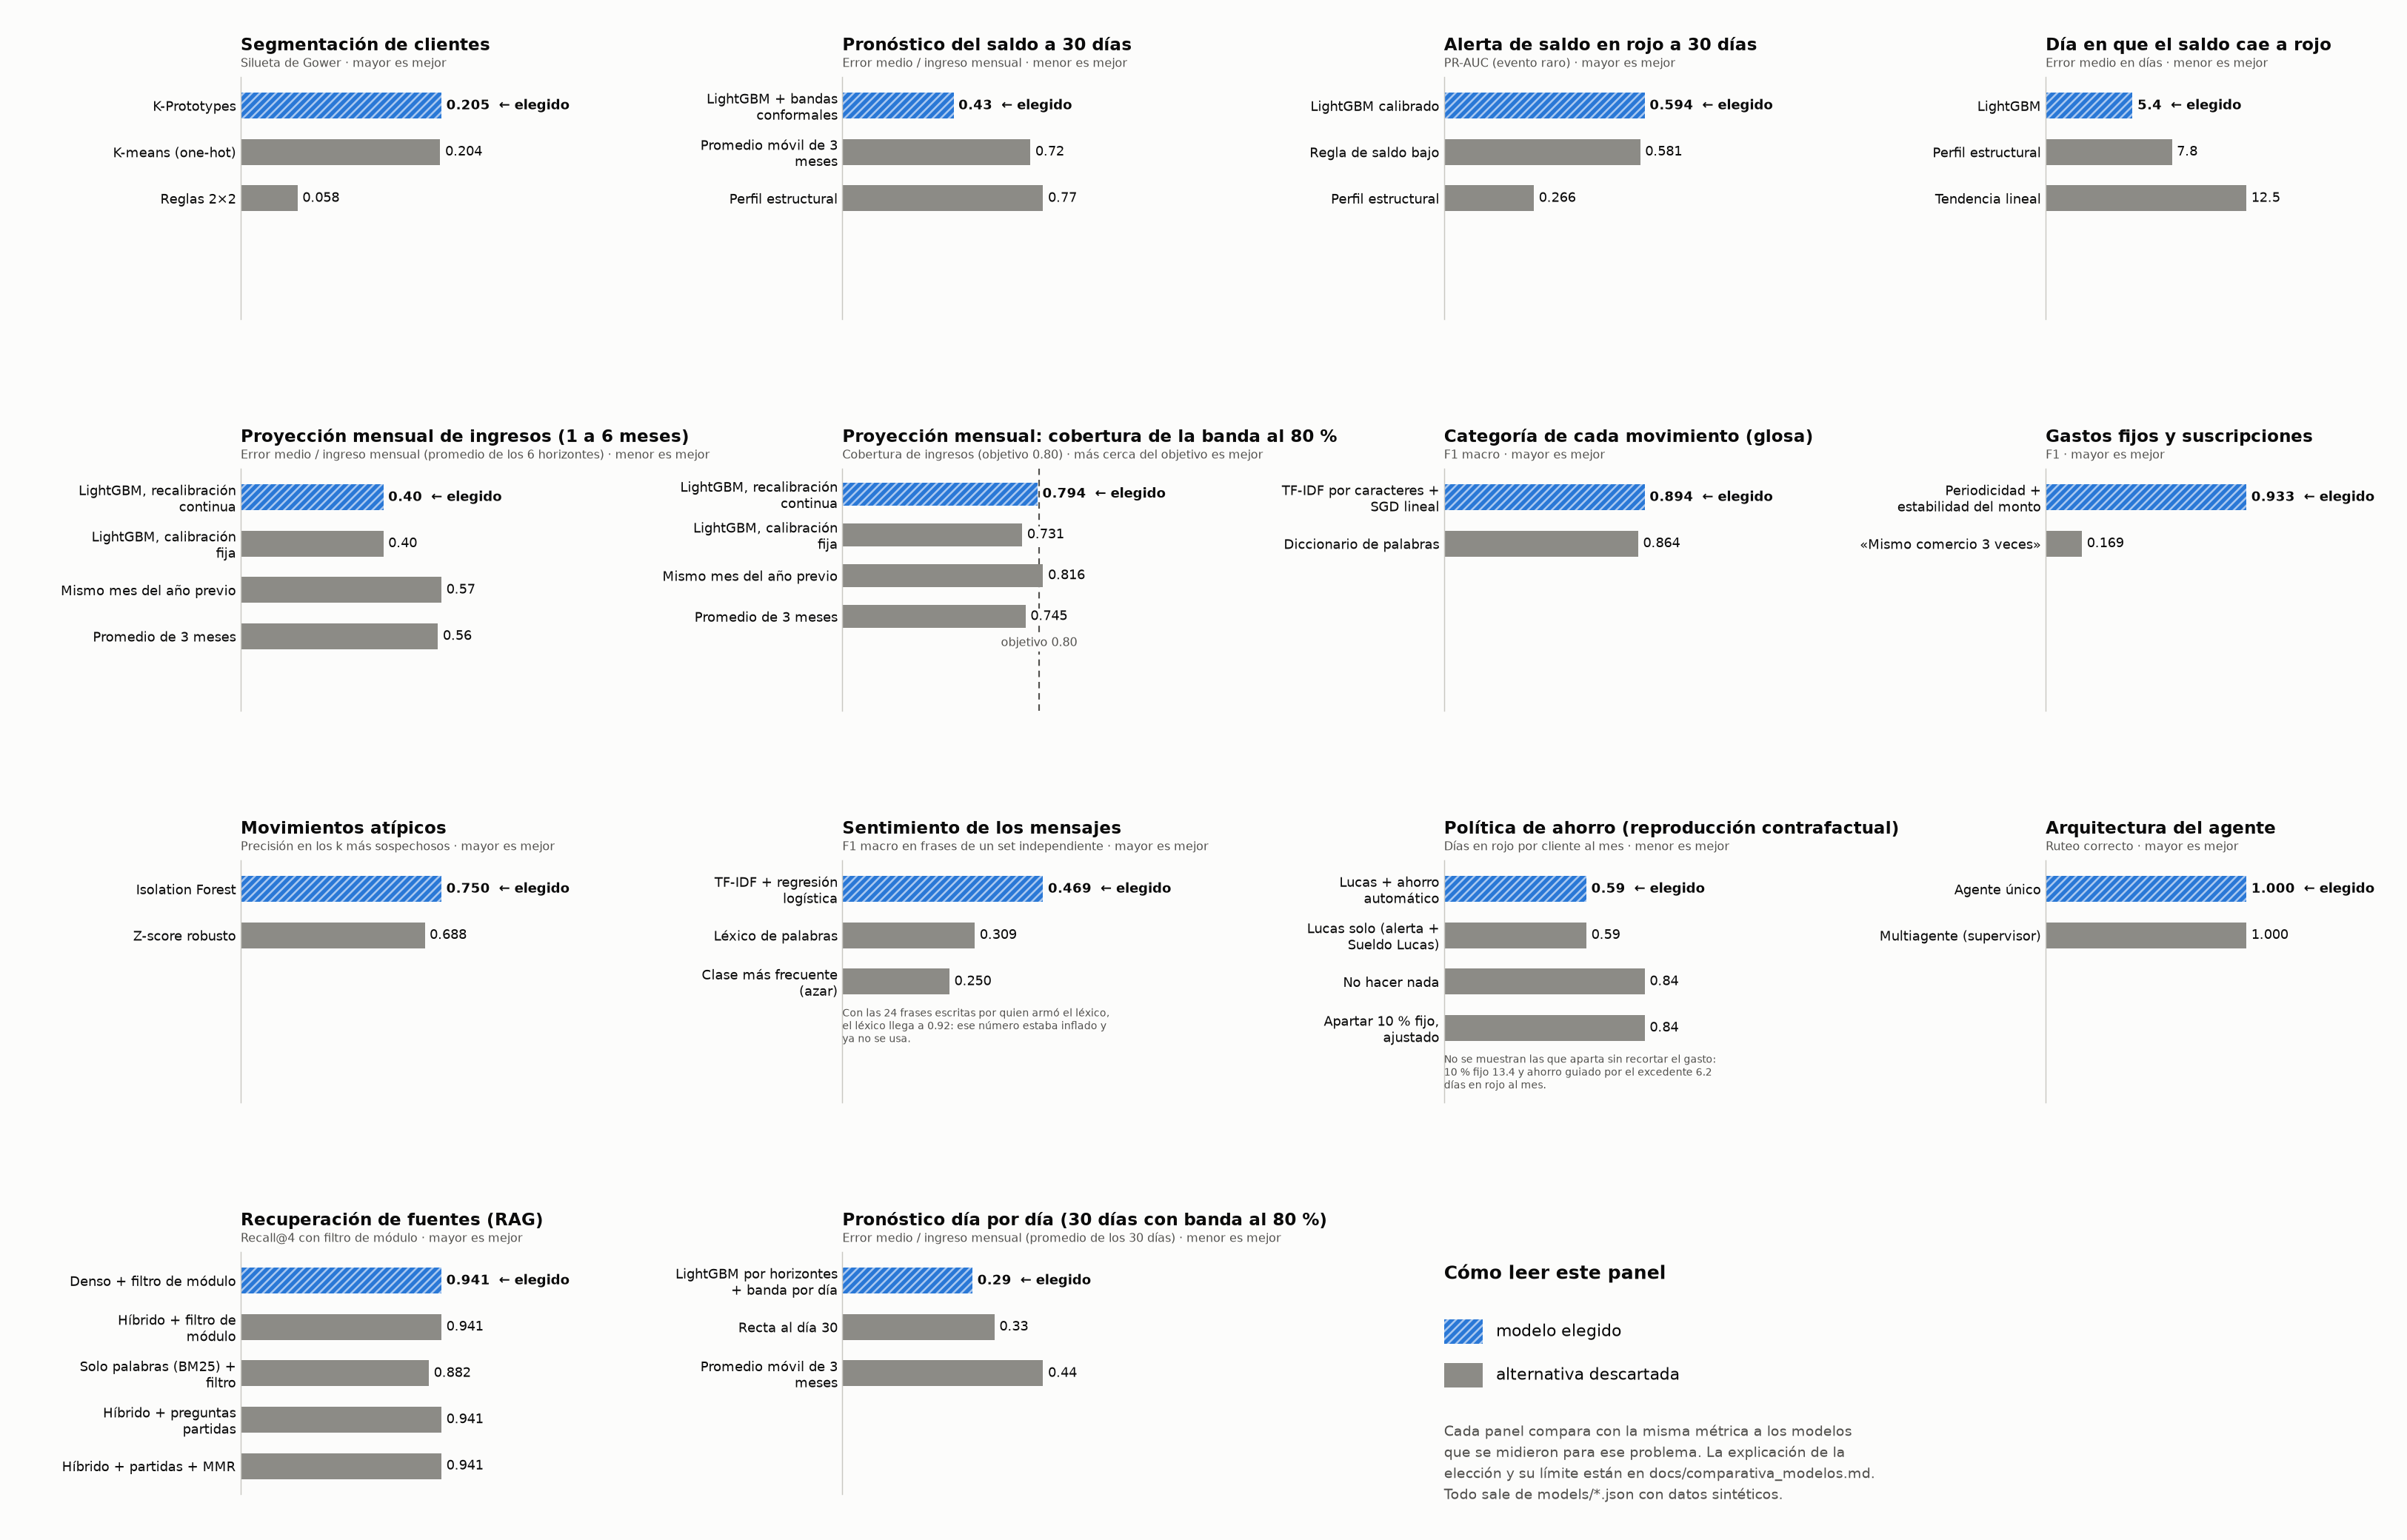 Segmentación de clientes
Silueta de Gower · mayor es mejor
K-Prototypes
0.205 ← elegido
K-means (one-hot)
0.204
Reglas 2×2
0.058
Pronóstico del saldo a 30 días
Error medio / ingreso mensual · menor es mejor
LightGBM + bandas
conformales
0.43 ← elegido
Promedio móvil de 3
meses
0.72
Perfil estructural
0.77
Alerta de saldo en rojo a 30 días
PR-AUC (evento raro) · mayor es mejor
LightGBM calibrado
0.594 ← elegido
Regla de saldo bajo
0.581
Perfil estructural
0.266
Día en que el saldo cae a rojo
Error medio en días · menor es mejor
LightGBM
5.4 ← elegido
Perfil estructural
7.8
Tendencia lineal
12.5
Proyección mensual de ingresos (1 a 6 meses)
Error medio / ingreso mensual (promedio de los 6 horizontes) · menor es mejor
LightGBM, recalibración
continua
0.40 ← elegido
LightGBM, calibración
fija
0.40
Mismo mes del año previo
0.57
Promedio de 3 meses
0.56
Proyección mensual: cobertura de la banda al 80 %
Cobertura de ingresos (objetivo 0.80) · más cerca del objetivo es mejor
LightGBM, recalibración
continua
0.794 ← elegido
LightGBM, calibración
fija
0.731
Mismo mes del año previo
0.816
Promedio de 3 meses
0.745
objetivo 0.80
Categoría de cada movimiento (glosa)
F1 macro · mayor es mejor
TF-IDF por caracteres +
SGD lineal
0.894 ← elegido
Diccionario de palabras
0.864
Gastos fijos y suscripciones
F1 · mayor es mejor
Periodicidad +
estabilidad del monto
0.933 ← elegido
«Mismo comercio 3 veces»
0.169
Movimientos atípicos
Precisión en los k más sospechosos · mayor es mejor
Isolation Forest
0.750 ← elegido
Z-score robusto
0.688
Sentimiento de los mensajes
F1 macro en frases de un set independiente · mayor es mejor
TF-IDF + regresión
logística
0.469 ← elegido
Léxico de palabras
0.309
Clase más frecuente
(azar)
0.250
Con las 24 frases escritas por quien armó el léxico,
el léxico llega a 0.92: ese número estaba inflado y
ya no se usa.
Política de ahorro (reproducción contrafactual)
Días en rojo por cliente al mes · menor es mejor
Lucas + ahorro
automático
0.59 ← elegido
Lucas solo (alerta +
Sueldo Lucas)
0.59
No hacer nada
0.84
Apartar 10 % fijo,
ajustado
0.84
No se muestran las que aparta sin recortar el gasto:
10 % fijo 13.4 y ahorro guiado por el excedente 6.2
días en rojo al mes.
Arquitectura del agente
Ruteo correcto · mayor es mejor
Agente único
1.000 ← elegido
Multiagente (supervisor)
1.000
Recuperación de fuentes (RAG)
Recall@4 con filtro de módulo · mayor es mejor
Denso + filtro de módulo
0.941 ← elegido
Híbrido + filtro de
módulo
0.941
Solo palabras (BM25) +
filtro
0.882
Híbrido + preguntas
partidas
0.941
Híbrido + partidas + MMR
0.941
Pronóstico día por día (30 días con banda al 80 %)
Error medio / ingreso mensual (promedio de los 30 días) · menor es mejor
LightGBM por horizontes
+ banda por día
0.29 ← elegido
Recta al día 30
0.33
Promedio móvil de 3
meses
0.44
Cómo leer este panel
modelo elegido
alternativa descartada
Cada panel compara con la misma métrica a los modelos
que se midieron para ese problema. La explicación de la
elección y su límite están en docs/comparativa_modelos.md.
Todo sale de models/*.json con datos sintéticos.